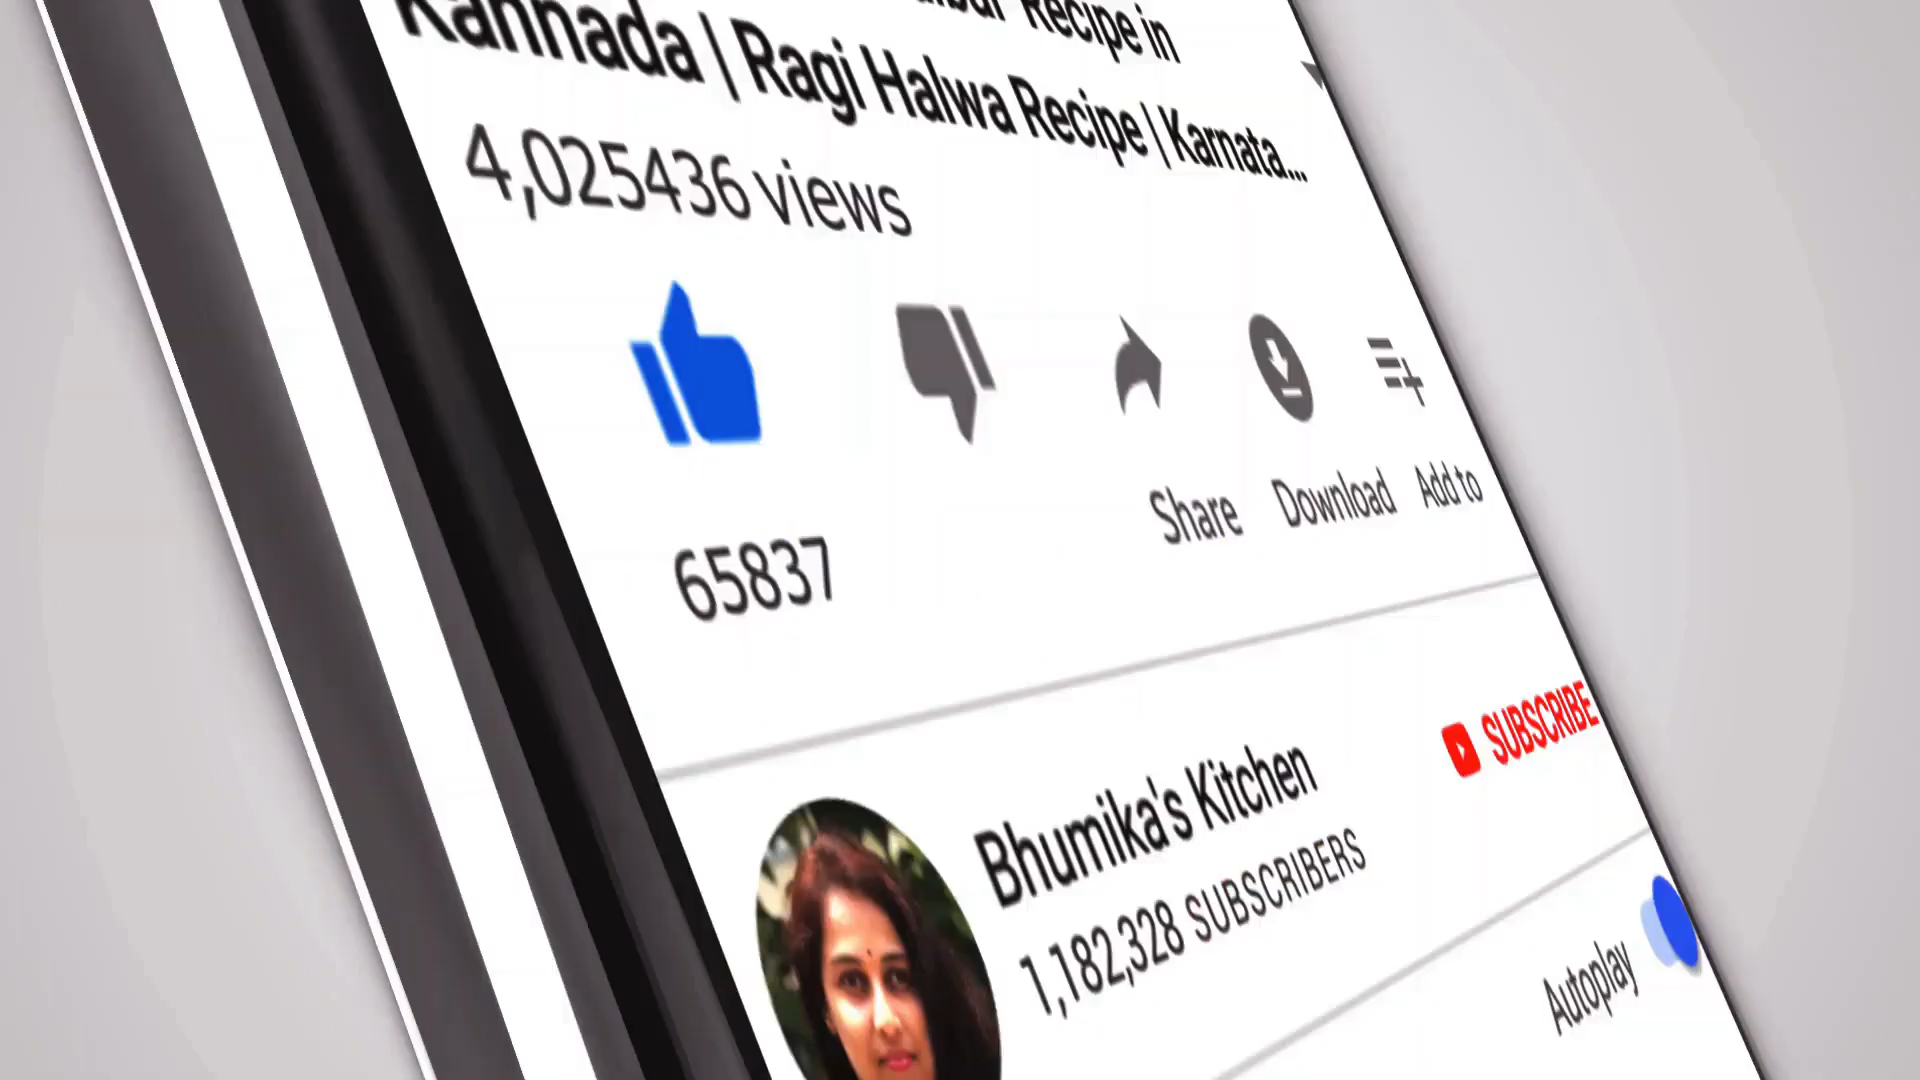 Recipe in
Kannada | Ragi Halwa Recipe | Karnata...
4,025436 views
65837
Share
Download
Add to
Bhumika's Kitchen
SUBSCRIBE
1,182,328 SUBSCRIBERS
Autoplay